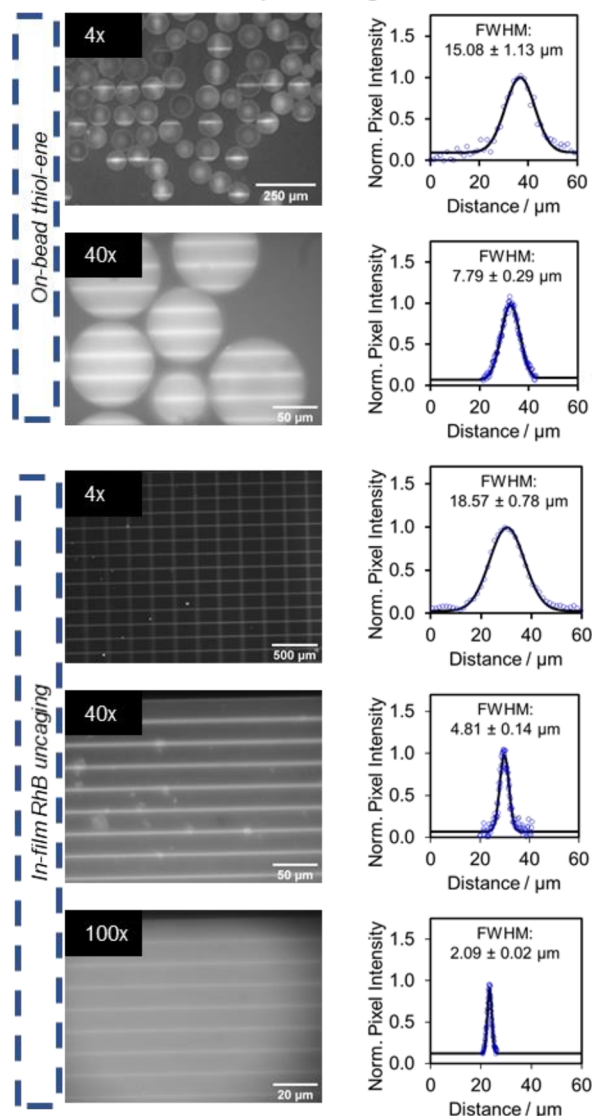 On-bead thiol-ene
4x
250 µm
Norm. Pixel Intensity
1.5
1.0
0.5
0.0
FWHM:
15.08 ± 1.13 µm
0 20 40 60
Distance / µm
40x
50 µm
Norm. Pixel Intensity
1.5
1.0
0.5
0.0
FWHM:
7.79 ± 0.29 µm
0 20 40 60
Distance / µm
In-film RhB uncaging
4x
500 µm
Norm. Pixel Intensity
1.5
1.0
0.5
0.0
FWHM:
18.57 ± 0.78 µm
0 20 40 60
Distance / µm
40x
50 µm
Norm. Pixel Intensity
1.5
1.0
0.5
0.0
FWHM:
4.81 ± 0.14 µm
0 20 40 60
Distance / µm
100x
20 µm
Norm. Pixel Intensity
1.5
1.0
0.5
0.0
FWHM:
2.09 ± 0.02 µm
0 20 40 60
Distance / µm